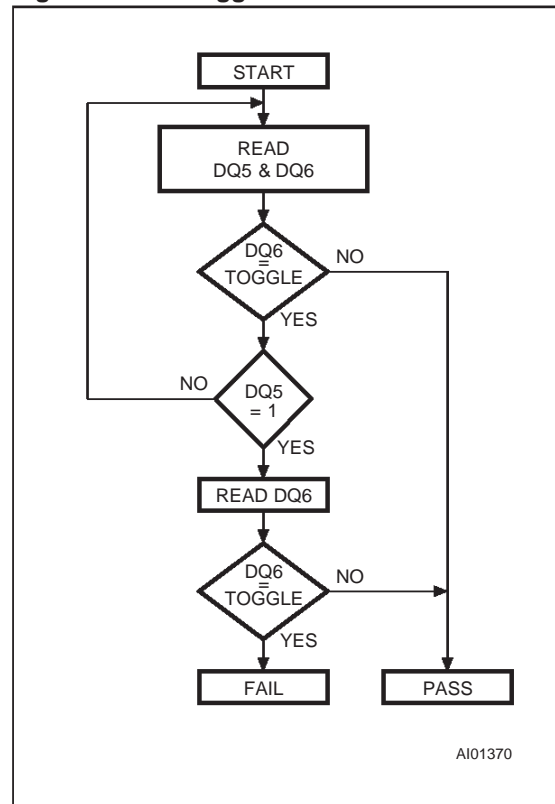 START
READ
DQ5 & DQ6
DQ6
=
TOGGLE
NO
YES
NO
DQ5
= 1
YES
READ DQ6
DQ6
=
TOGGLE
NO
YES
FAIL
PASS
AI01370